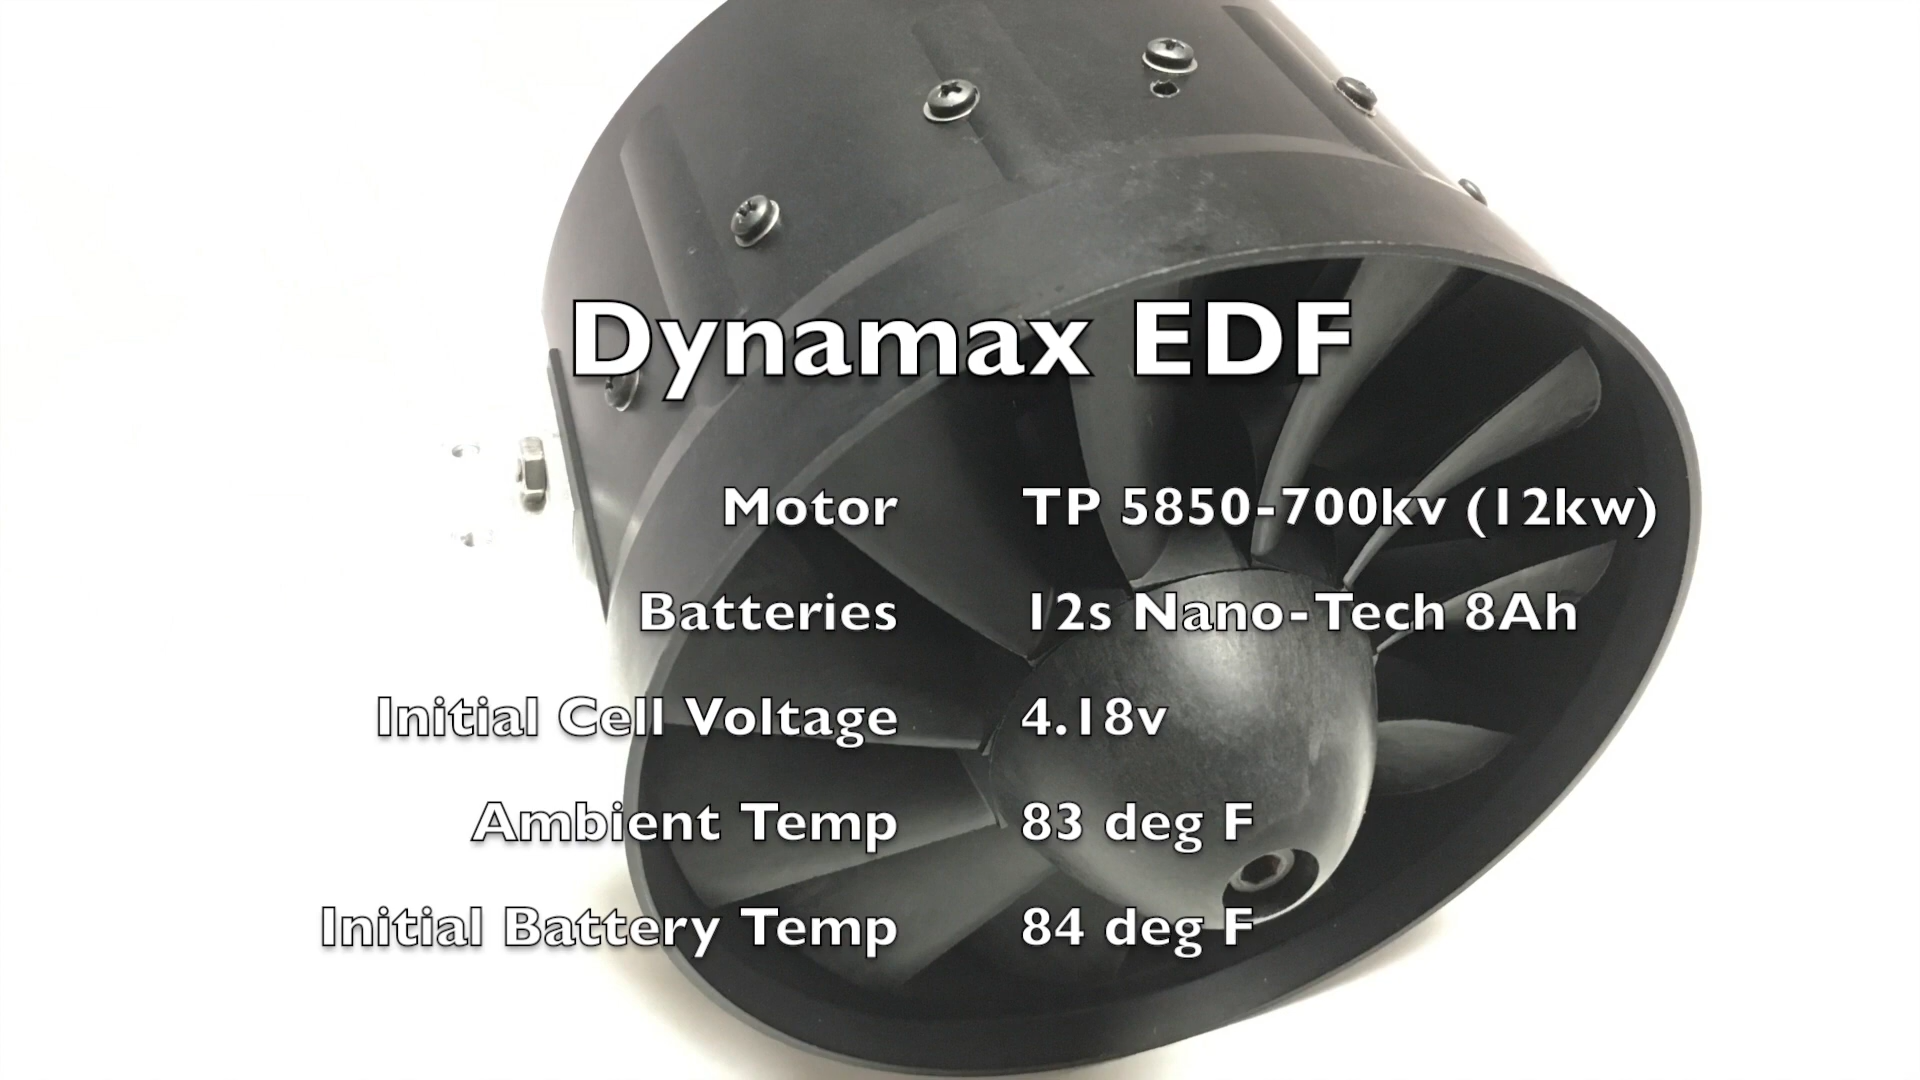 Dynamax EDF
Motor TP 5850-700kv (12kw)
Batteries 12s Nano-Tech 8Ah
Initial Cell Voltage 4.18v
Ambient Temp 83 deg F
Initial Battery Temp 84 deg F